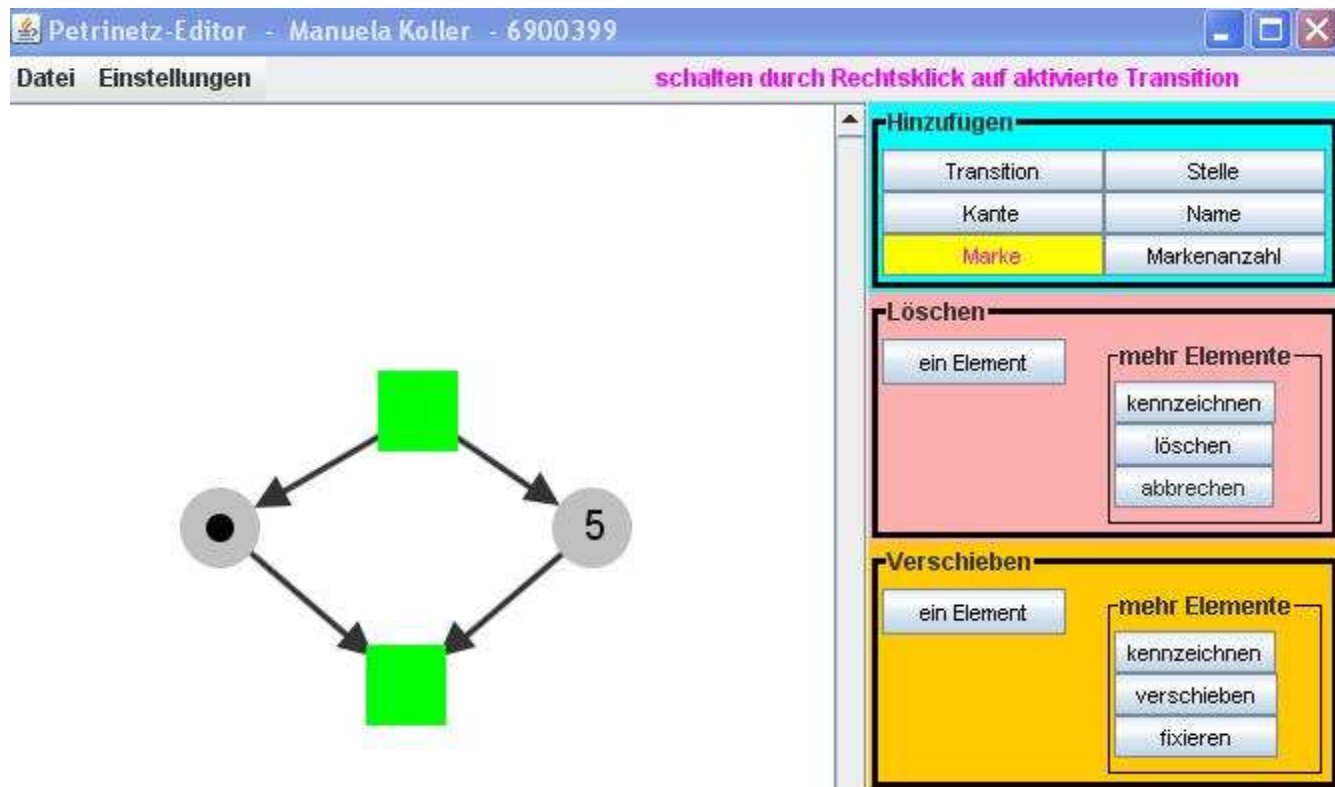 Petrinetz-Editor - Manuela Koller - 6900399
Datei Einstellungen schalten durch Rechtsklick auf aktivierte Transition
Hinzufügen
Transition Stelle
Kante Name
Marke Markenanzahl
Löschen
ein Element
mehr Elemente
kennzeichnen
löschen
abbrechen
5
Verschieben
ein Element
mehr Elemente
kennzeichnen
verschieben
fixieren